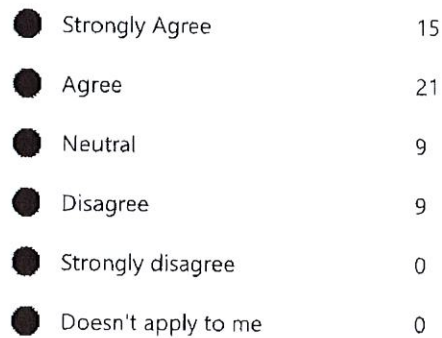 Strongly Agree 15
Agree 21
Neutral 9
Disagree 9
Strongly disagree 0
Doesn't apply to me 0